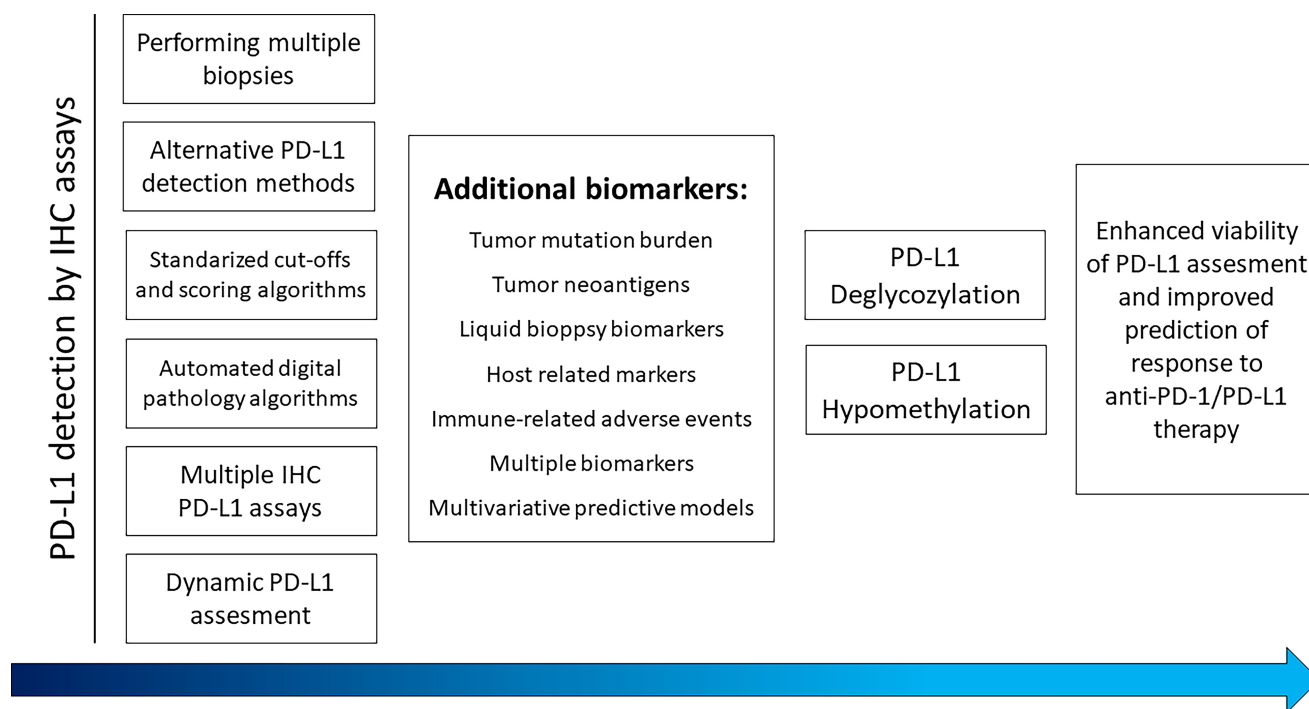 PD-L1 detection by IHC assays
Performing multiple
biopsies
Alternative PD-L1
detection methods
Standarized cut-offs
and scoring algorithms
Automated digital
pathology algorithms
Multiple IHC
PD-L1 assays
Dynamic PD-L1
assesment
Additional biomarkers:
Tumor mutation burden
Tumor neoantigens
Liquid bioppsy biomarkers
Host related markers
Immune-related adverse events
Multiple biomarkers
Multivariative predictive models
PD-L1
Deglycozylation
PD-L1
Hypomethylation
Enhanced viability
of PD-L1 assesment
and improved
prediction of
response to
anti-PD-1/PD-L1
therapy